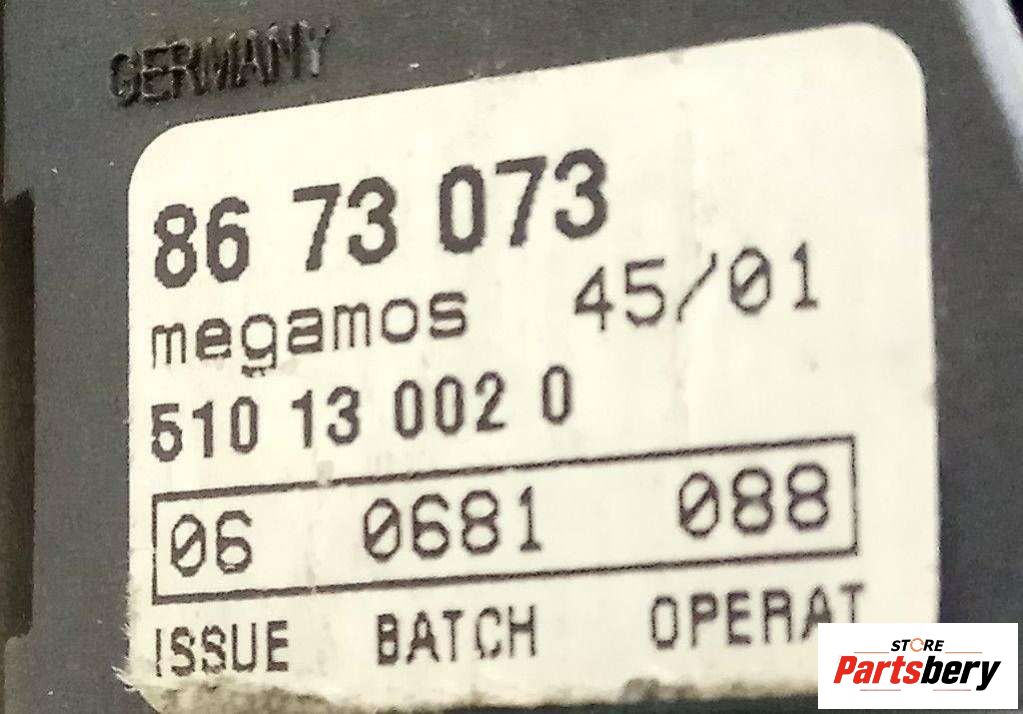 GERMANY
86 73 073
megamos 45/01
510 13 002 0
06 0681 088
ISSUE BATCH OPERAT
STORE
Partsbery